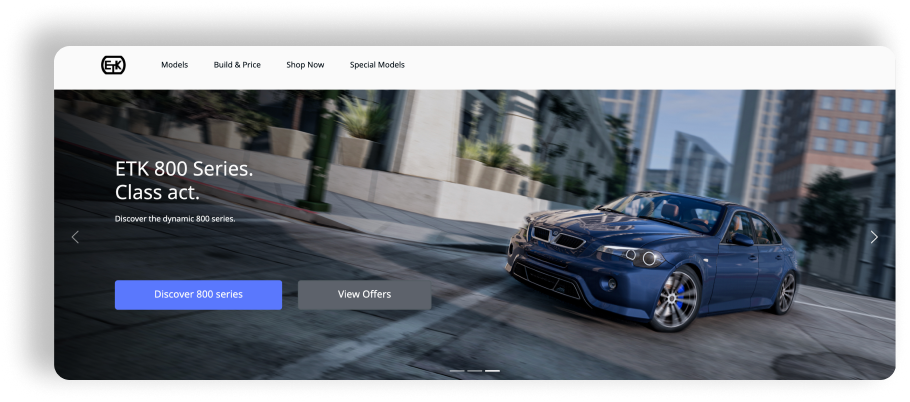 ETK
Models
Build & Price
Shop Now
Special Models
ETK 800 Series.
Class act.
Discover the dynamic 800 series.
Discover 800 series
View Offers